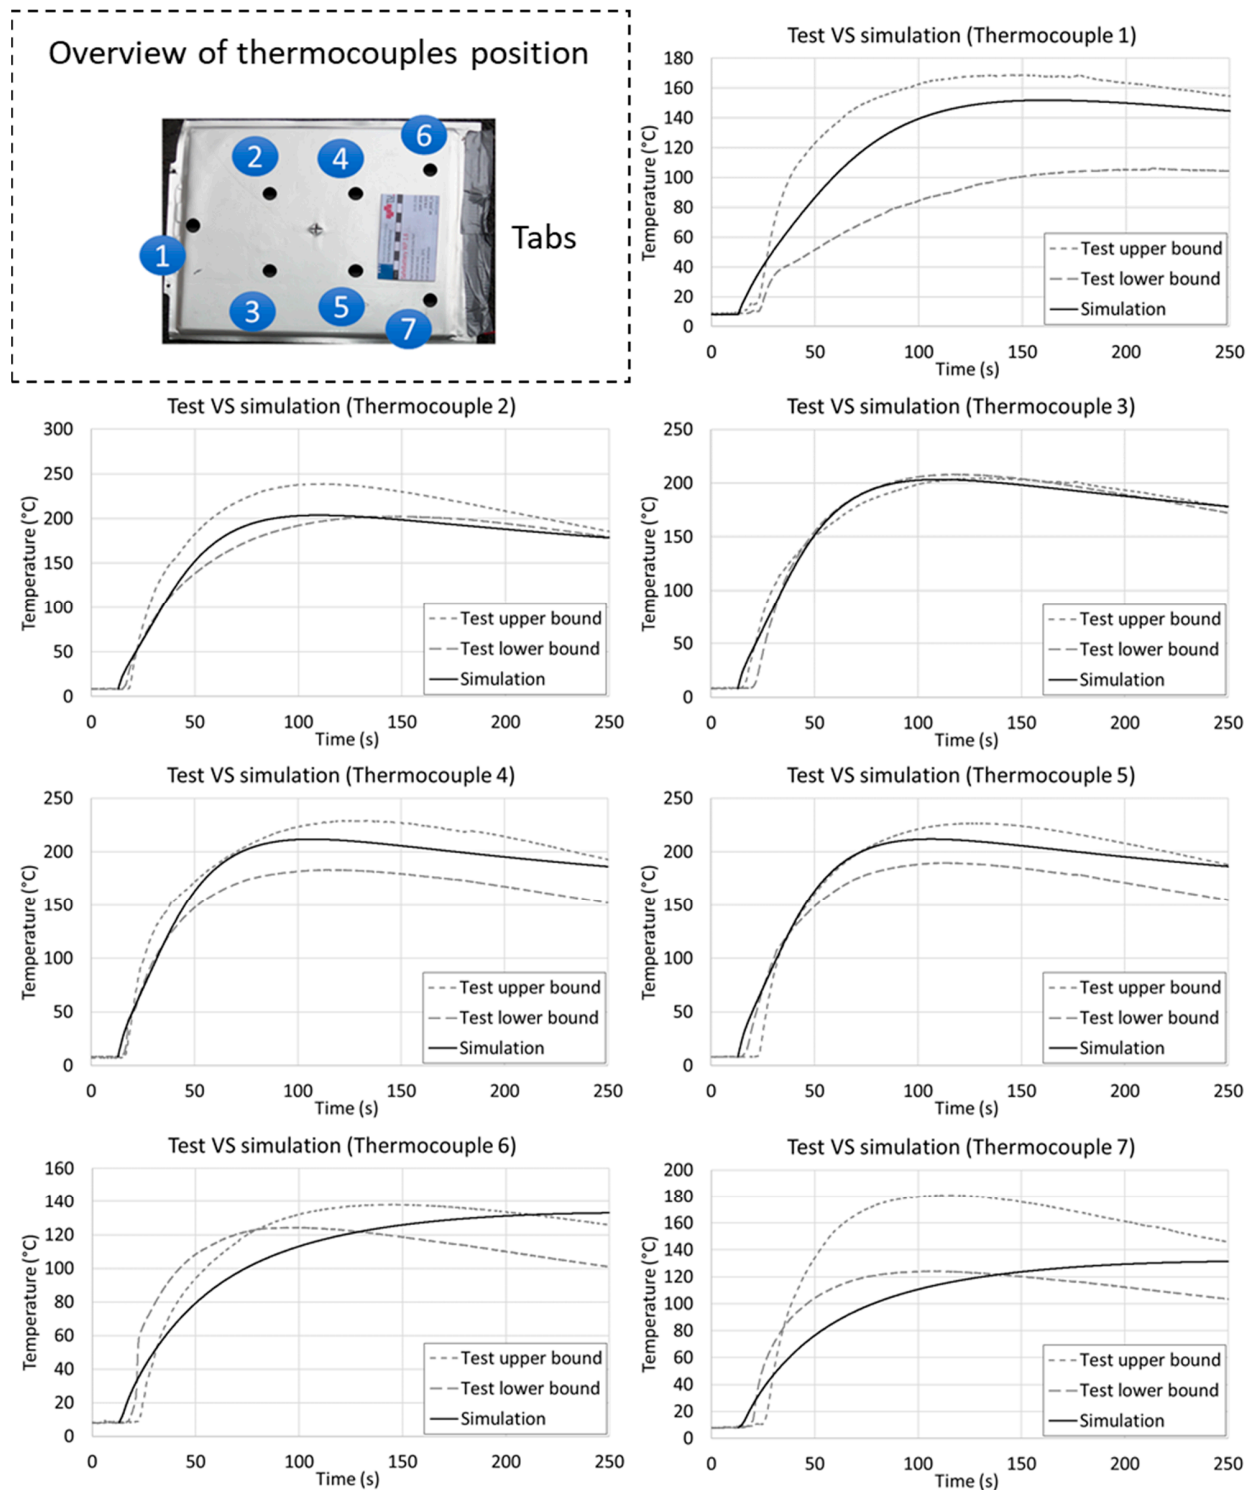 Overview of thermocouples position
2
4
6
1
3
5
7
Tabs
Test VS simulation (Thermocouple 1)
Temperature (°C)
180
160
140
120
100
80
60
40
20
0
Test upper bound
Test lower bound
Simulation
0 50 100 150 200 250
Time (s)
Test VS simulation (Thermocouple 2)
Temperature (°C)
300
250
200
150
100
50
0
Test upper bound
Test lower bound
Simulation
0 50 100 150 200 250
Time (s)
Test VS simulation (Thermocouple 3)
Temperature (°C)
250
200
150
100
50
0
Test upper bound
Test lower bound
Simulation
0 50 100 150 200 250
Time (s)
Test VS simulation (Thermocouple 4)
Temperature (°C)
250
200
150
100
50
0
Test upper bound
Test lower bound
Simulation
0 50 100 150 200 250
Time (s)
Test VS simulation (Thermocouple 5)
Temperature (°C)
250
200
150
100
50
0
Test upper bound
Test lower bound
Simulation
0 50 100 150 200 250
Time (s)
Test VS simulation (Thermocouple 6)
Temperature (°C)
160
140
120
100
80
60
40
20
0
Test upper bound
Test lower bound
Simulation
0 50 100 150 200 250
Time (s)
Test VS simulation (Thermocouple 7)
Temperature (°C)
200
180
160
140
120
100
80
60
40
20
0
Test upper bound
Test lower bound
Simulation
0 50 100 150 200 250
Time (s)